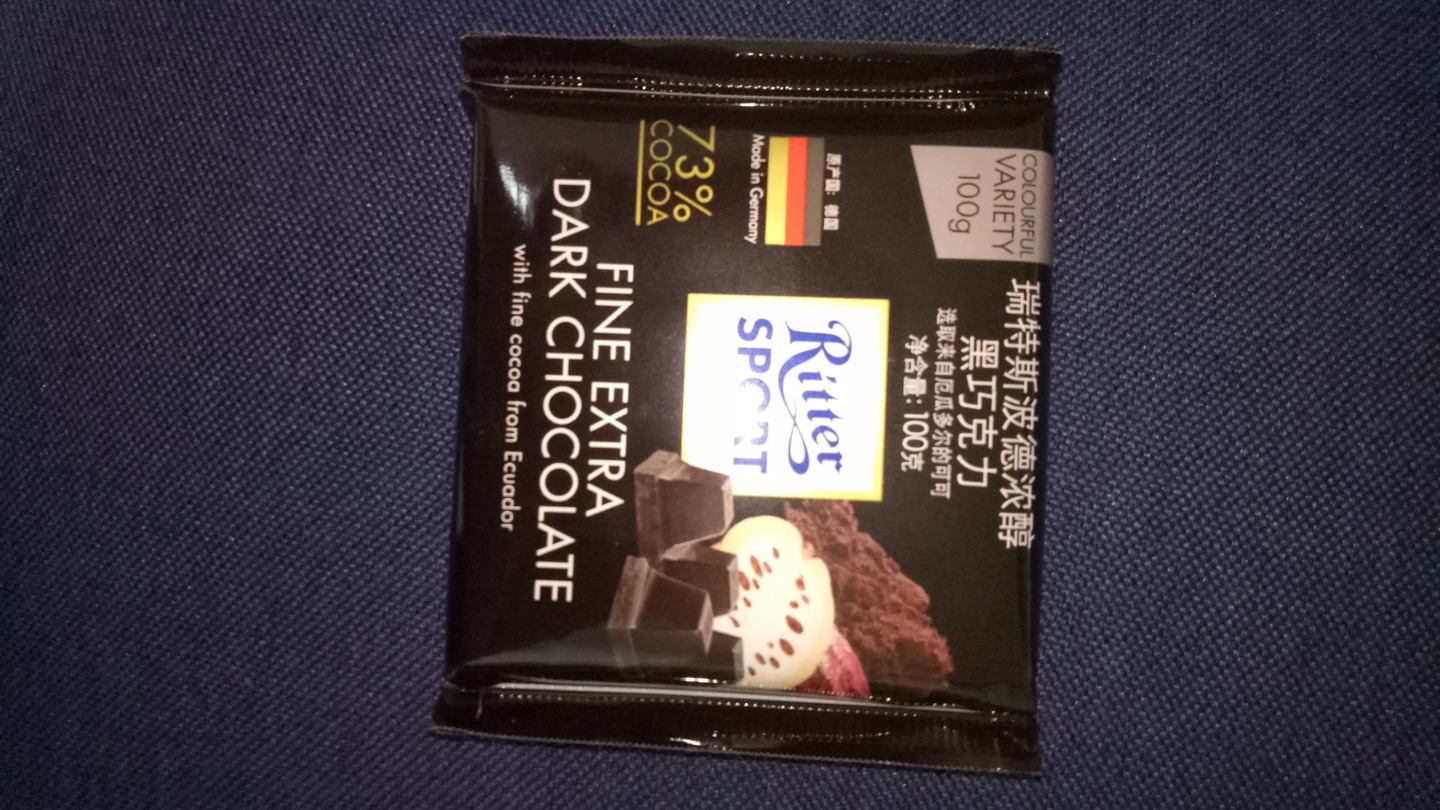 COLOURFUL
VARIETY
100g
瑞特斯波德浓醇
黑巧克力
选取来自厄瓜多尔的可可
净含量：100克
原产国：德国
Made in Germany
Ritter
SPORT
73%
COCOA
FINE EXTRA
DARK CHOCOLATE
with fine cocoa from Ecuador